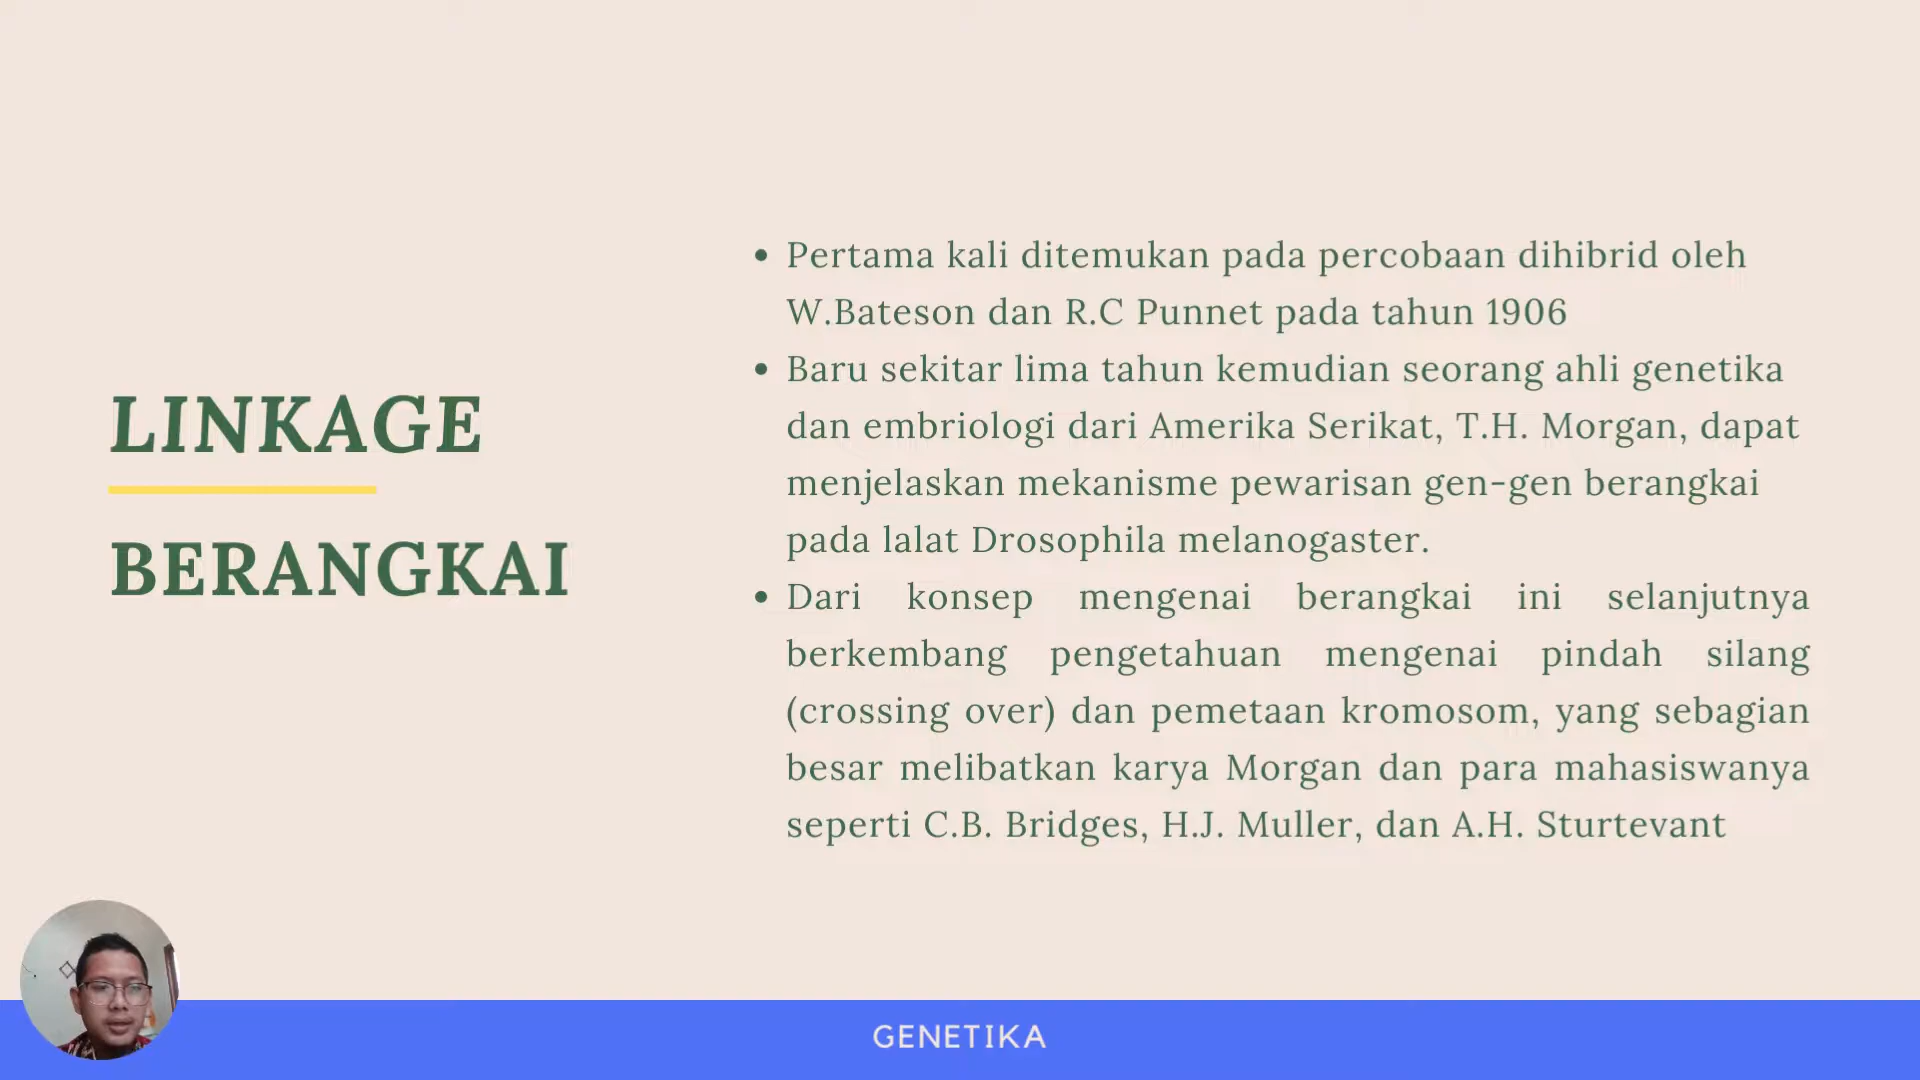 LINKAGE
BERANGKAI
• Pertama kali ditemukan pada percobaan dihibrid oleh
W.Bateson dan R.C Punnet pada tahun 1906
• Baru sekitar lima tahun kemudian seorang ahli genetika
dan embriologi dari Amerika Serikat, T.H. Morgan, dapat
menjelaskan mekanisme pewarisan gen-gen berangkai
pada lalat Drosophila melanogaster.
• Dari konsep mengenai berangkai ini selanjutnya
berkembang pengetahuan mengenai pindah silang
(crossing over) dan pemetaan kromosom, yang sebagian
besar melibatkan karya Morgan dan para mahasiswanya
seperti C.B. Bridges, H.J. Muller, dan A.H. Sturtevant
GENETIKA